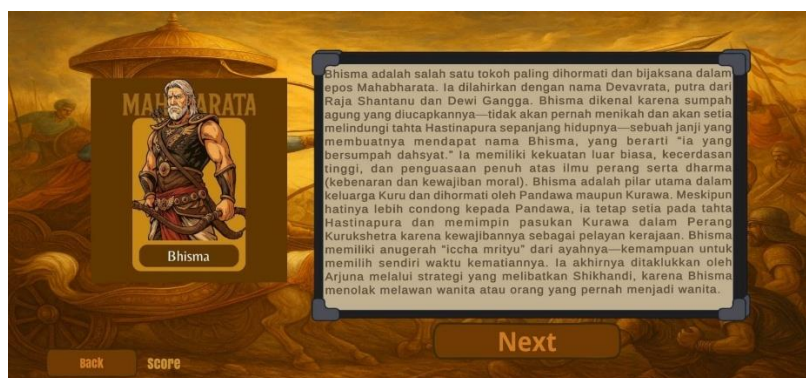 MAHABARATA
Bhisma
Bhisma adalah salah satu tokoh paling dihormati dan bijaksana dalam
epos Mahabharata. Ia dilahirkan dengan nama Devavrata, putra dari
Raja Shantanu dan Dewi Gangga. Bhisma dikenal karena sumpah
agung yang diucapkannya—tidak akan pernah menikah dan akan setia
melindungi tahta Hastinapura sepanjang hidupnya—sebuah janji yang
membuatnya mendapat nama Bhisma, yang berarti "ia yang
bersumpah dahsyat." Ia memiliki kekuatan luar biasa, kecerdasan
tinggi, dan penguasaan penuh atas ilmu perang serta dharma
(kebenaran dan kewajiban moral). Bhisma adalah pilar utama dalam
keluarga Kuru dan dihormati oleh Pandawa maupun Kurawa. Meskipun
hatinya lebih condong kepada Pandawa, ia tetap setia pada tahta
Hastinapura dan memimpin pasukan Kurawa dalam Perang
Kurukshetra karena kewajibannya sebagai pelayan kerajaan. Bhisma
memiliki anugerah "iccha mrityu" dari ayahnya—kemampuan untuk
memilih sendiri waktu kematiannya. Ia akhirnya ditaklukkan oleh
Arjuna melalui strategi yang melibatkan Shikhandi, karena Bhisma
menolak melawan wanita atau orang yang pernah menjadi wanita.
Next
Back
Score